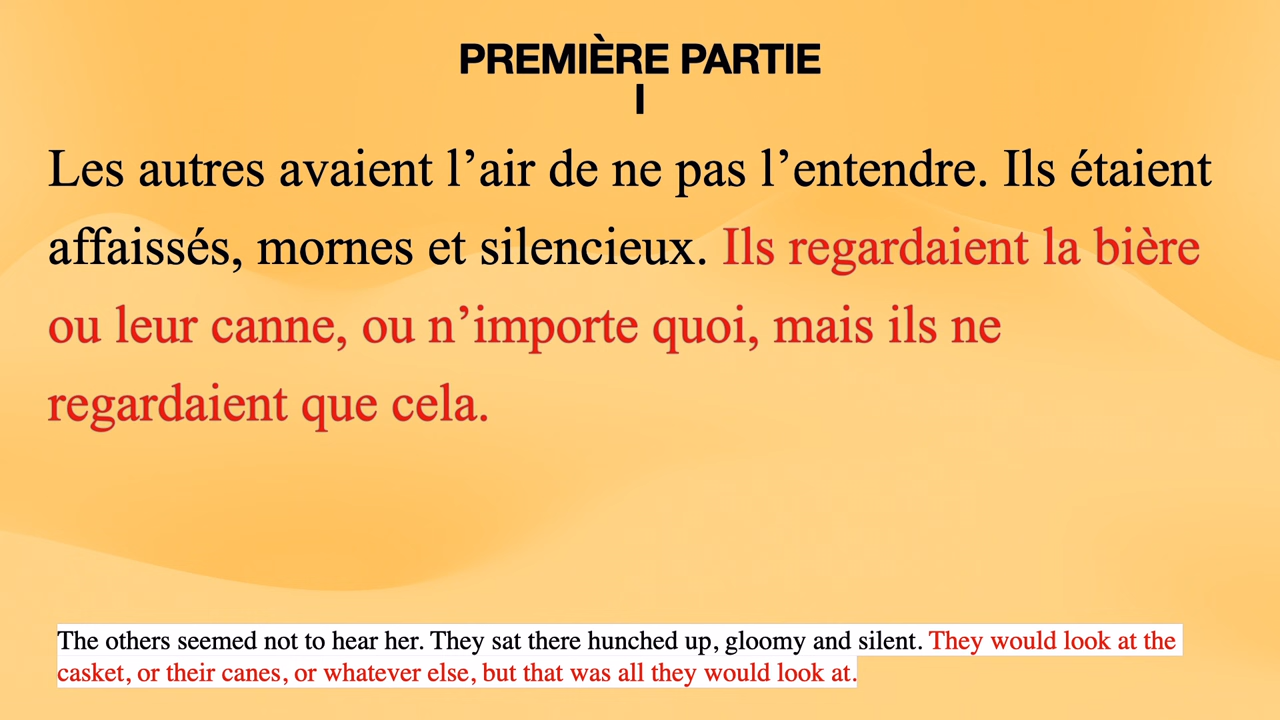 PREMIÈRE PARTIE
I
Les autres avaient l’air de ne pas l’entendre. Ils étaient
affaissés, mornes et silencieux. Ils regardaient la bière
ou leur canne, ou n’importe quoi, mais ils ne
regardaient que cela.
The others seemed not to hear her. They sat there hunched up, gloomy and silent. They would look at the
casket, or their canes, or whatever else, but that was all they would look at.